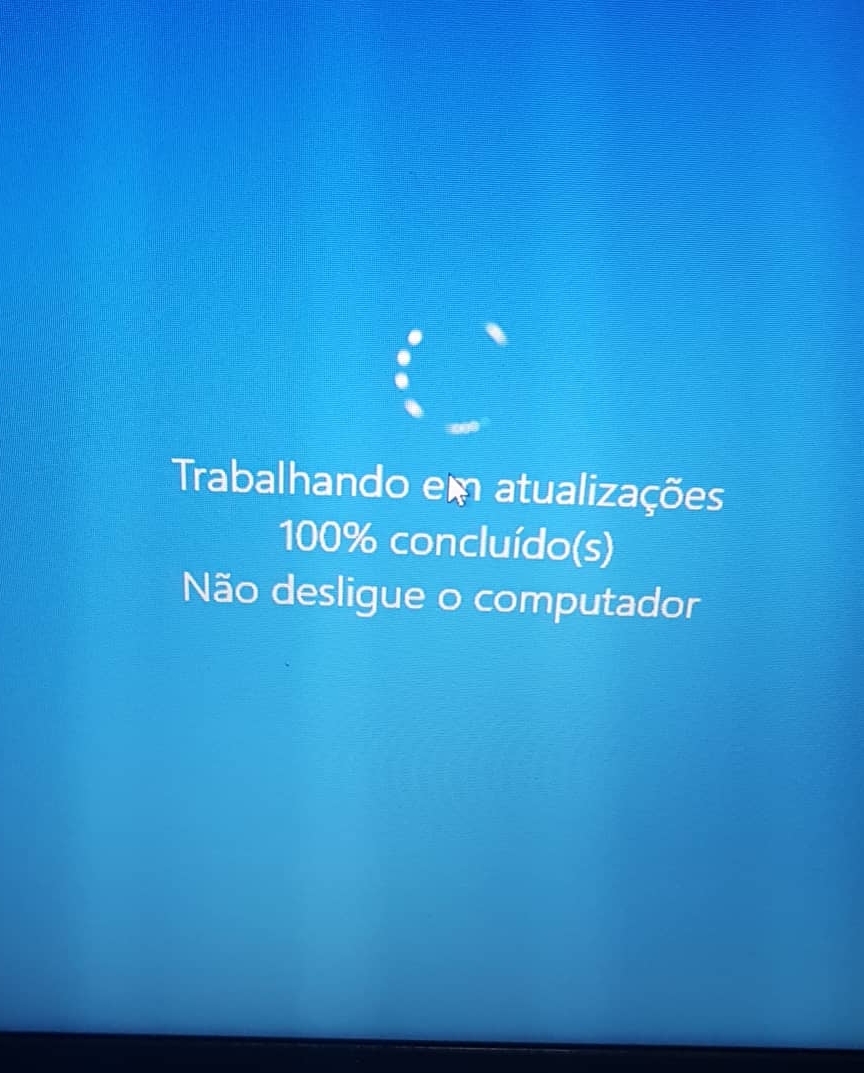 Trabalhando em atualizações
100% concluído(s)
Não desligue o computador